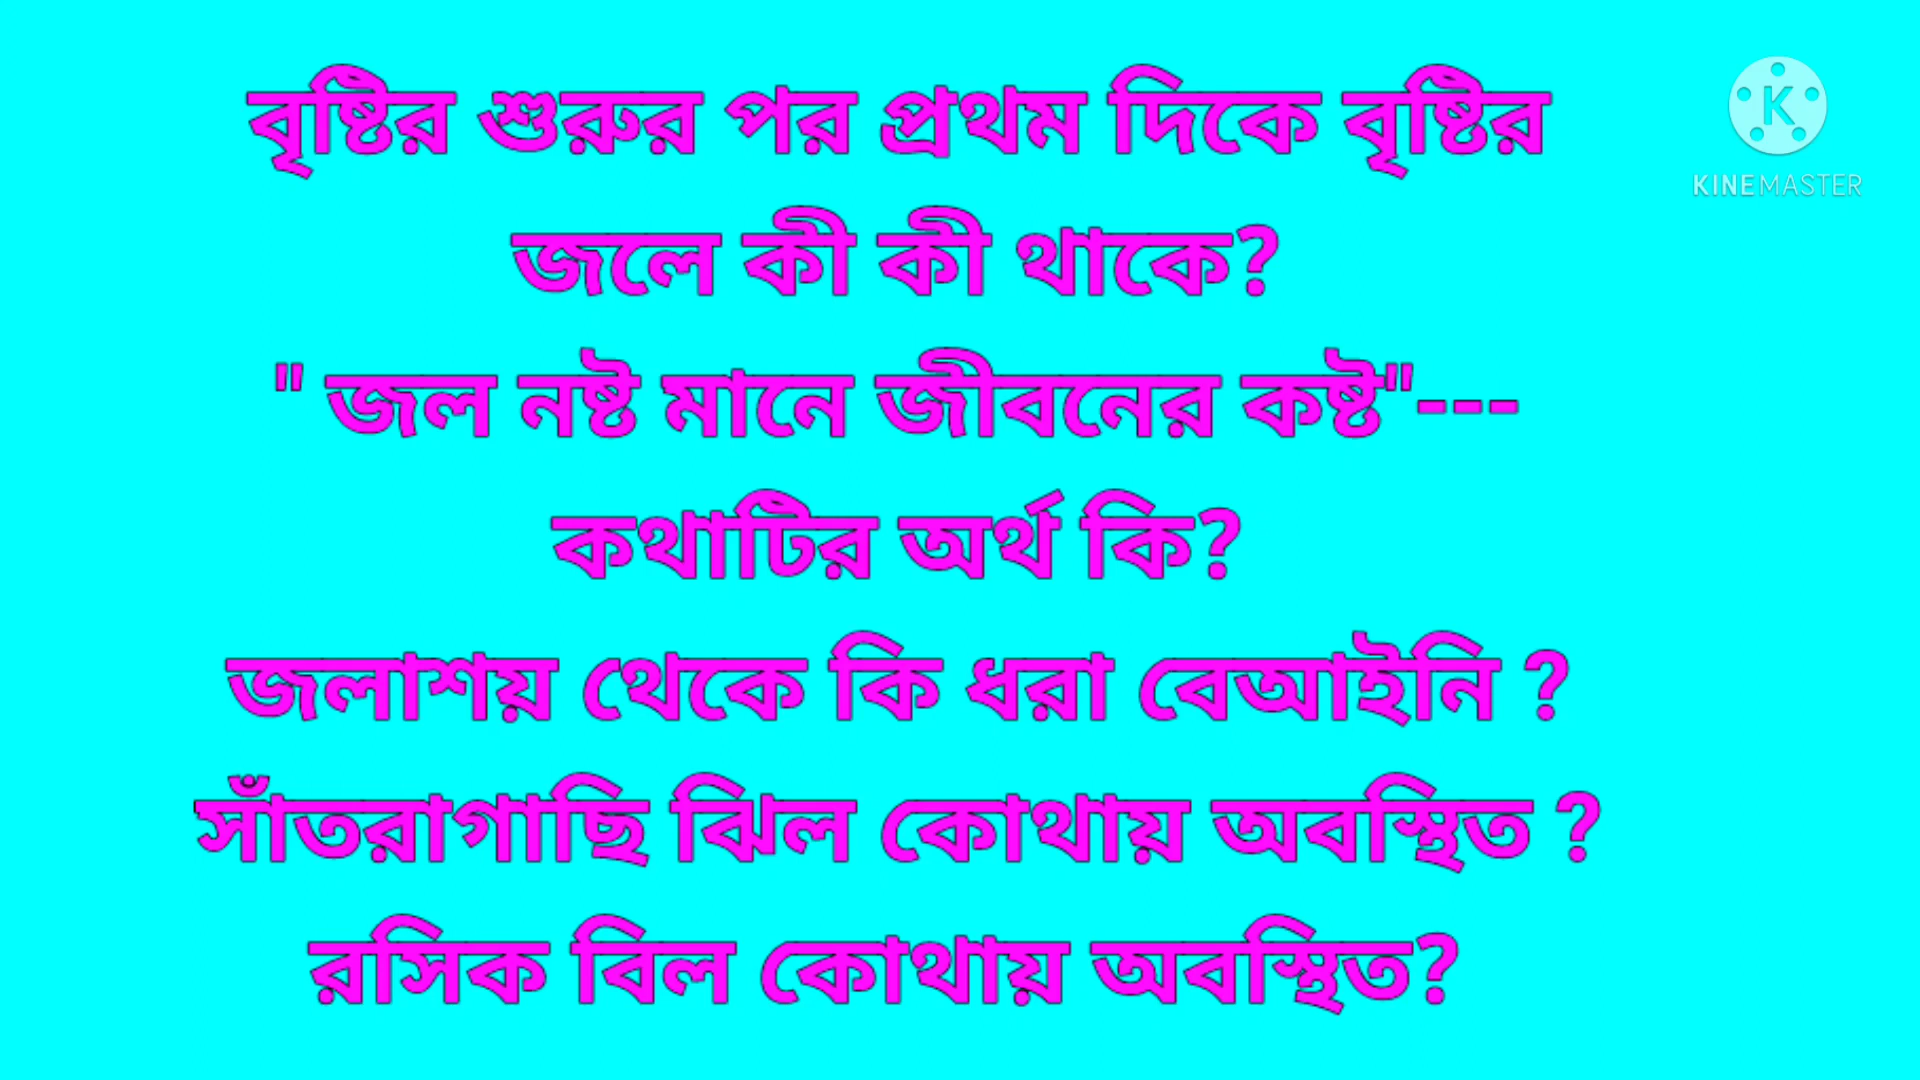 বৃষ্টির শুরুর পর প্রথম দিকে বৃষ্টির
জলে কী কী থাকে?
" জল নষ্ট মানে জীবনের কষ্ট"---
কথাটির অর্থ কি?
জলাশয় থেকে কি ধরা বেআইনি ?
সাঁতরাগাছি ঝিল কোথায় অবস্থিত ?
রসিক বিল কোথায় অবস্থিত?
K
KINEMASTER